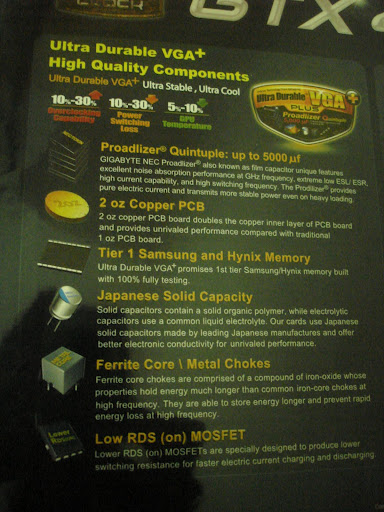 CLOCK
GTX
Ultra Durable VGA+
High Quality Components
Ultra Durable VGA+ Ultra Stable , Ultra Cool
10%-30% 10%-30% 5%-10%
Overclocking Power GPU
Capability Switching Temperature
Loss
Ultra Durable VGA+
PLUS
Proadlizer Quintuple
Proadlizer® Quintuple: up to 5000 µf
GIGABYTE NEC Proadlizer® also known as film capacitor unique features
excellent noise absorption performance at GHz frequency, extreme low ESL/ ESR,
high current capability, and high switching frequency. The Prodilizer® provides
pure electric current and transmits more stable power even on heavy loading.
2oz
2 oz Copper PCB
2 oz copper PCB board doubles the copper inner layer of PCB board
and provides unrivaled performance compared with traditional
1 oz PCB board.
Tier 1 Samsung and Hynix Memory
Ultra Durable VGA+ promises 1st tier Samsung/Hynix memory built
with 100% fully testing.
Japanese Solid Capacity
Solid capacitors contain a solid organic polymer, while electrolytic
capacitors use a common liquid electrolyte. Our cards use Japanese
solid capacitors made by leading Japanese manufactures and offer
better electronic conductivity for unrivaled performance.
Ferrite Core \ Metal Chokes
Ferrite core chokes are comprised of a compound of iron-oxide whose
properties hold energy much longer than common iron-core chokes at
high frequency. They are able to store energy longer and prevent rapid
energy loss at high frequency.
Lower
RDS(on)
Low RDS (on) MOSFET
Lower RDS (on) MOSFETs are specially designed to produce lower
switching resistance for faster electric current charging and discharging.